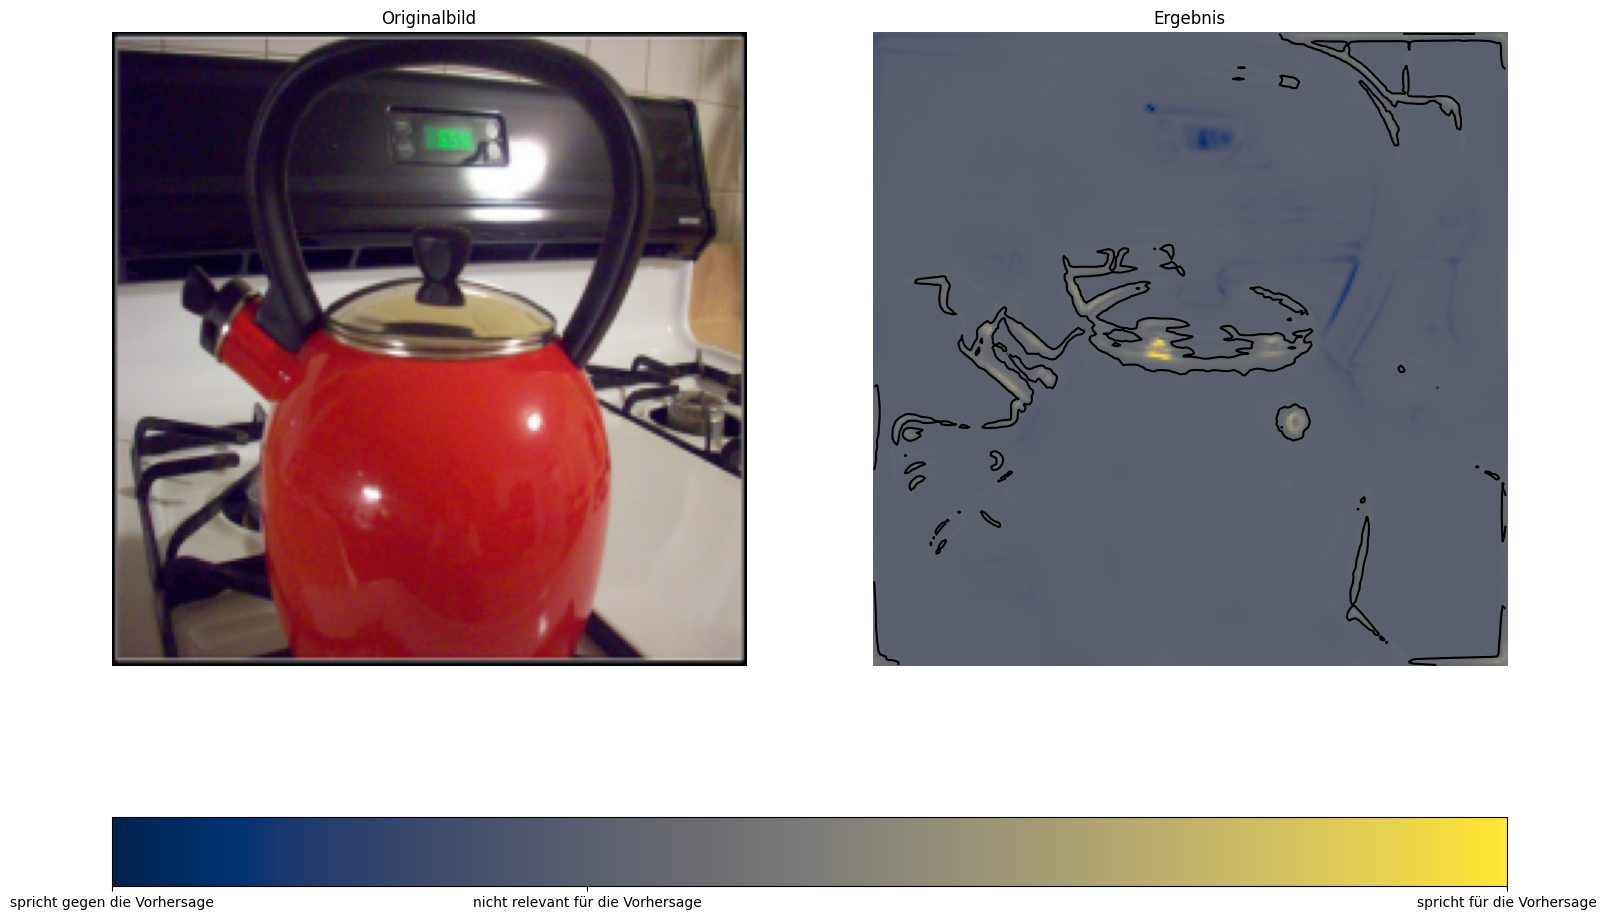 Originalbild
Ergebnis
spricht gegen die Vorhersage
nicht relevant für die Vorhersage
spricht für die Vorhersage